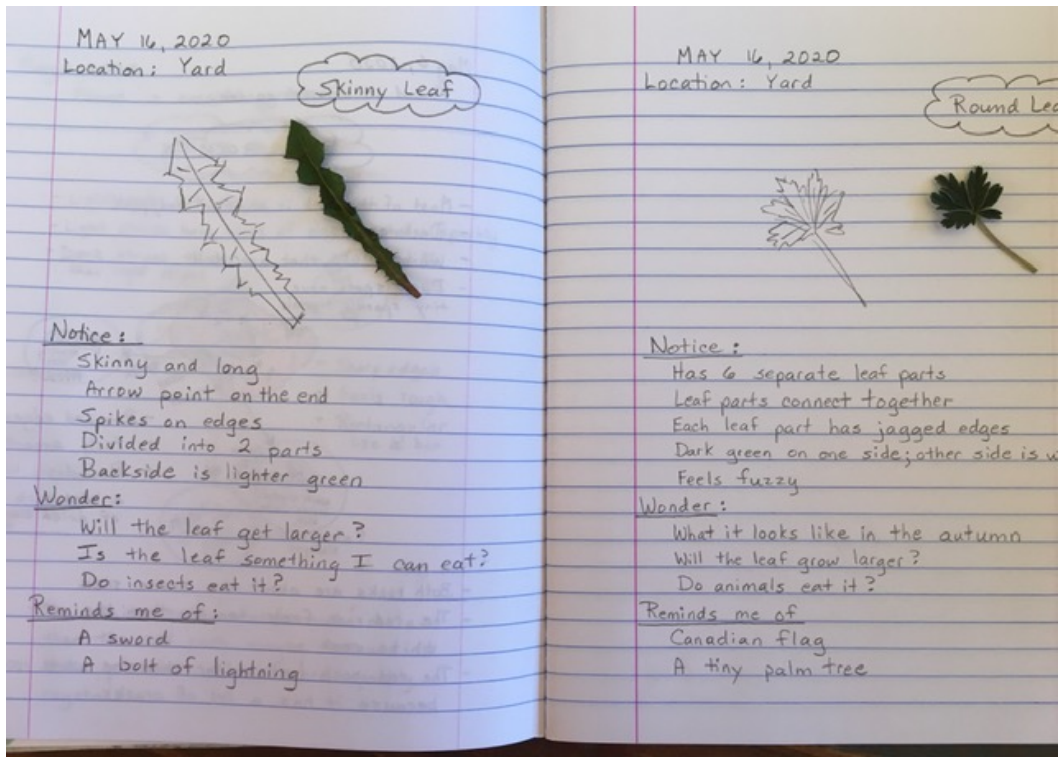 MAY 16, 2020
Location: Yard
Skinny Leaf
Notice:
Skinny and long
Arrow point on the end
Spikes on edges
Divided into 2 parts
Backside is lighter green
Wonder:
Will the leaf get larger?
Is the leaf something I can eat?
Do insects eat it?
Reminds me of:
A sword
A bolt of lightning
MAY 16, 2020
Location: Yard
Round
Notice:
Has 6 separate leaf parts
Leaf parts connect together
Each leaf part has jagged edges
Dark green on one side; other side is
Feels fuzzy
Wonder:
What it looks like in the autumn
Will the leaf grow larger?
Do animals eat it?
Reminds me of
Canadian flag
A tiny palm tree